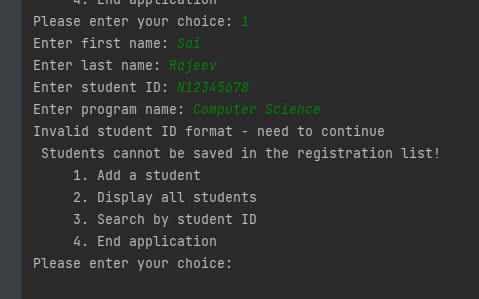 4. End application
Please enter your choice: 1
Enter first name: Sai
Enter last name: Rajeev
Enter student ID: N12345678
Enter program name: Computer Science
Invalid student ID format - need to continue
Students cannot be saved in the registration list!
1. Add a student
2. Display all students
3. Search by student ID
4. End application
Please enter your choice: